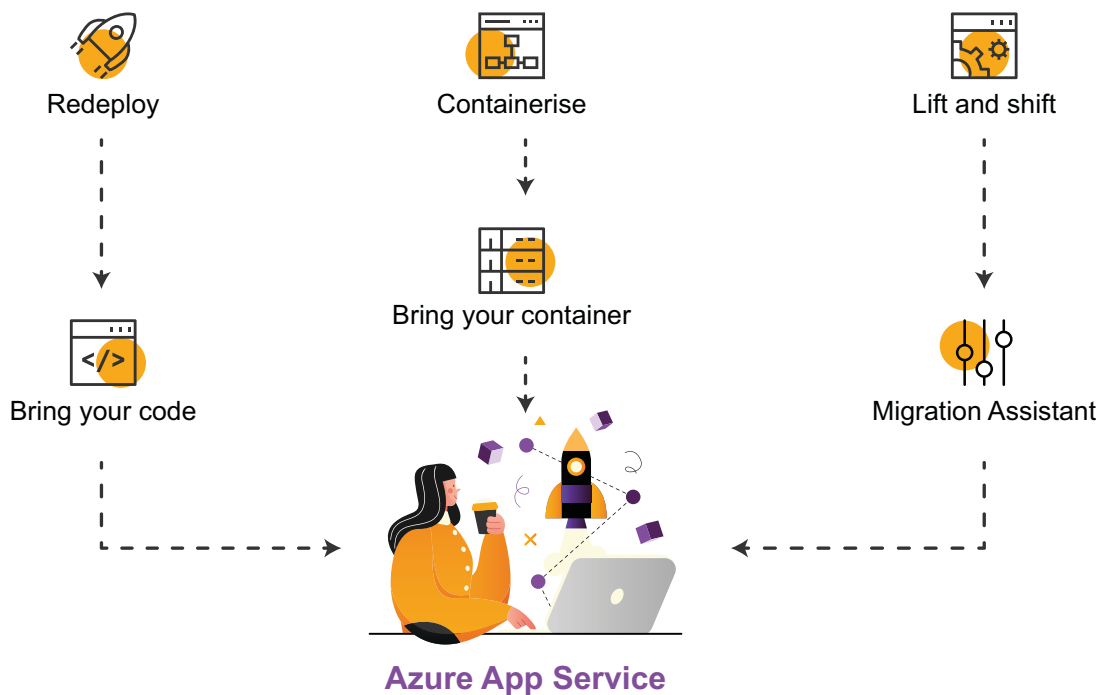 Redeploy
Containerise
Lift and shift
Bring your container
</>
Bring your code
Migration Assistant
Azure App Service